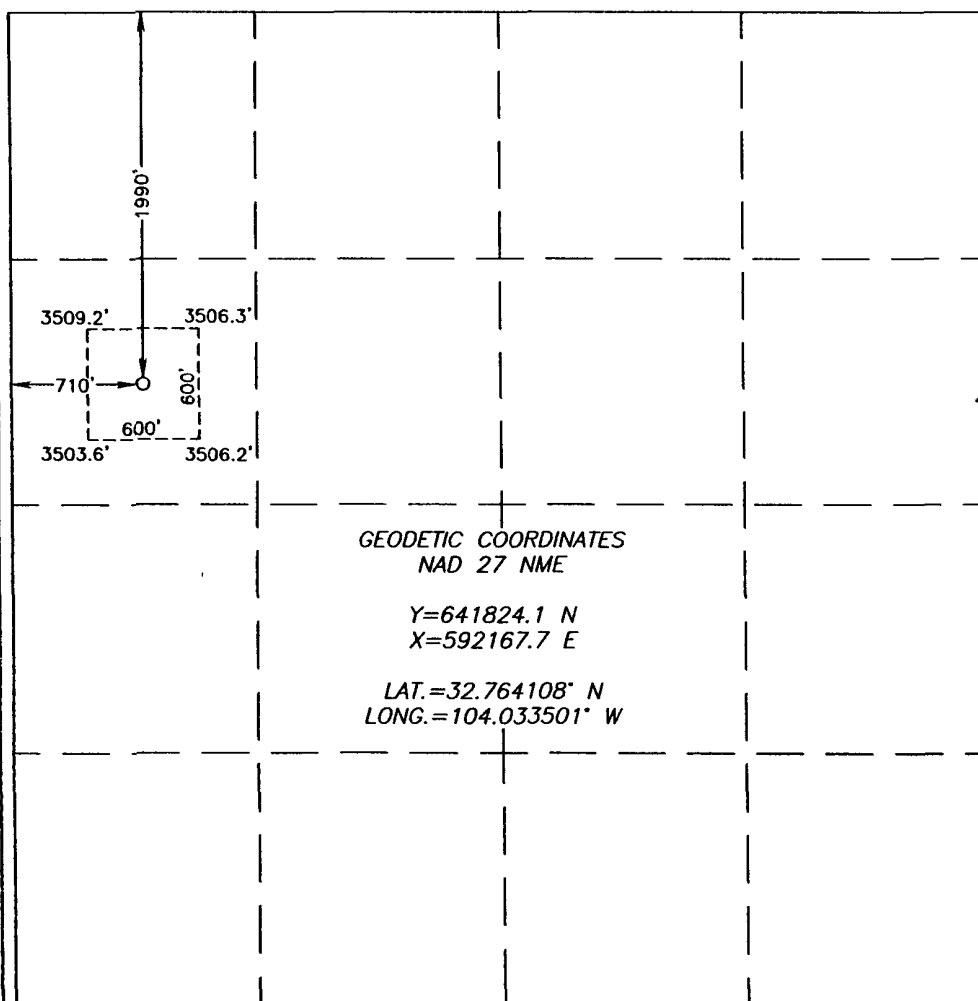 1990'
3509.2' 3506.3'
710'
600'
600'
3503.6' 3506.2'
GEODETIC COORDINATES
NAD 27 NME
Y=641824.1 N
X=592167.7 E
LAT.=32.764108° N
LONG.=104.033501° W